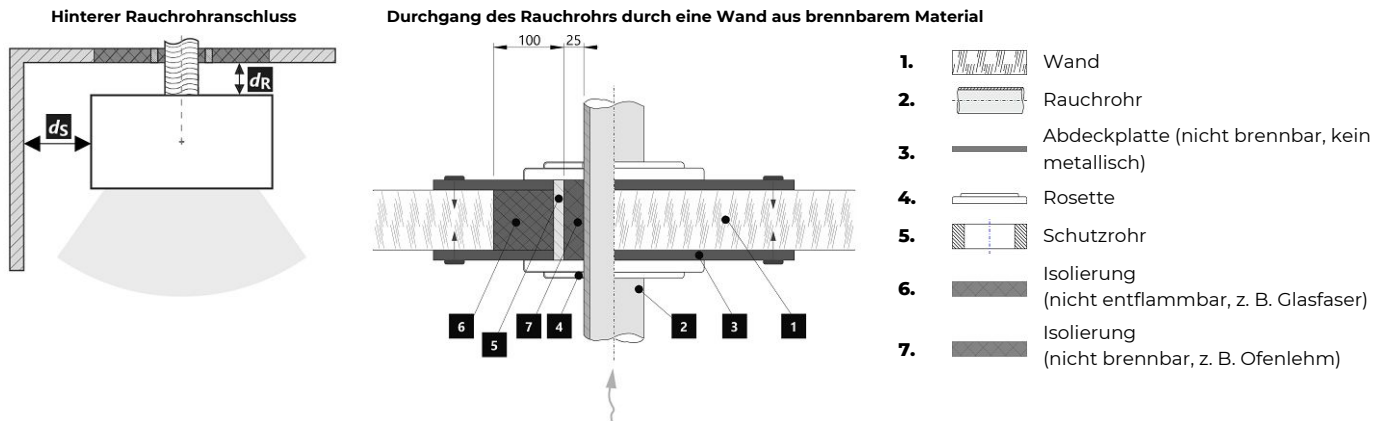 Hinterer Rauchrohranschluss
dR
dS
Durchgang des Rauchrohrs durch eine Wand aus brennbarem Material
100
25
6
5
7
4
2
3
1
1. Wand
2. Rauchrohr
3. Abdeckplatte (nicht brennbar, kein
metallisch)
4. Rosette
5. Schutzrohr
6. Isolierung
(nicht entflammbar, z. B. Glasfaser)
7. Isolierung
(nicht brennbar, z. B. Ofenlehm)